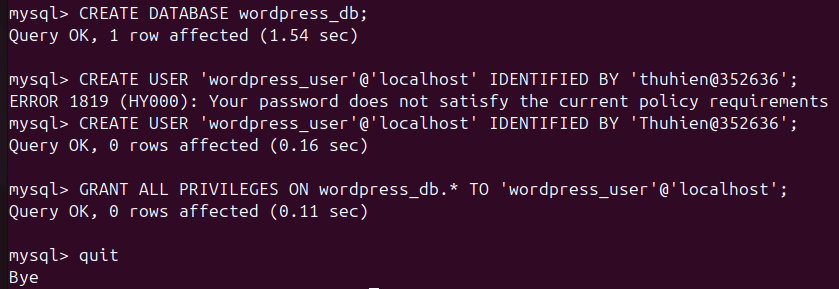 mysql> CREATE DATABASE wordpress_db;
Query OK, 1 row affected (1.54 sec)
mysql> CREATE USER 'wordpress_user'@'localhost' IDENTIFIED BY 'thuhien@352636';
ERROR 1819 (HY000): Your password does not satisfy the current policy requirements
mysql> CREATE USER 'wordpress_user'@'localhost' IDENTIFIED BY 'Thuhien@352636';
Query OK, 0 rows affected (0.16 sec)
mysql> GRANT ALL PRIVILEGES ON wordpress_db.* TO 'wordpress_user'@'localhost';
Query OK, 0 rows affected (0.11 sec)
mysql> quit
Bye